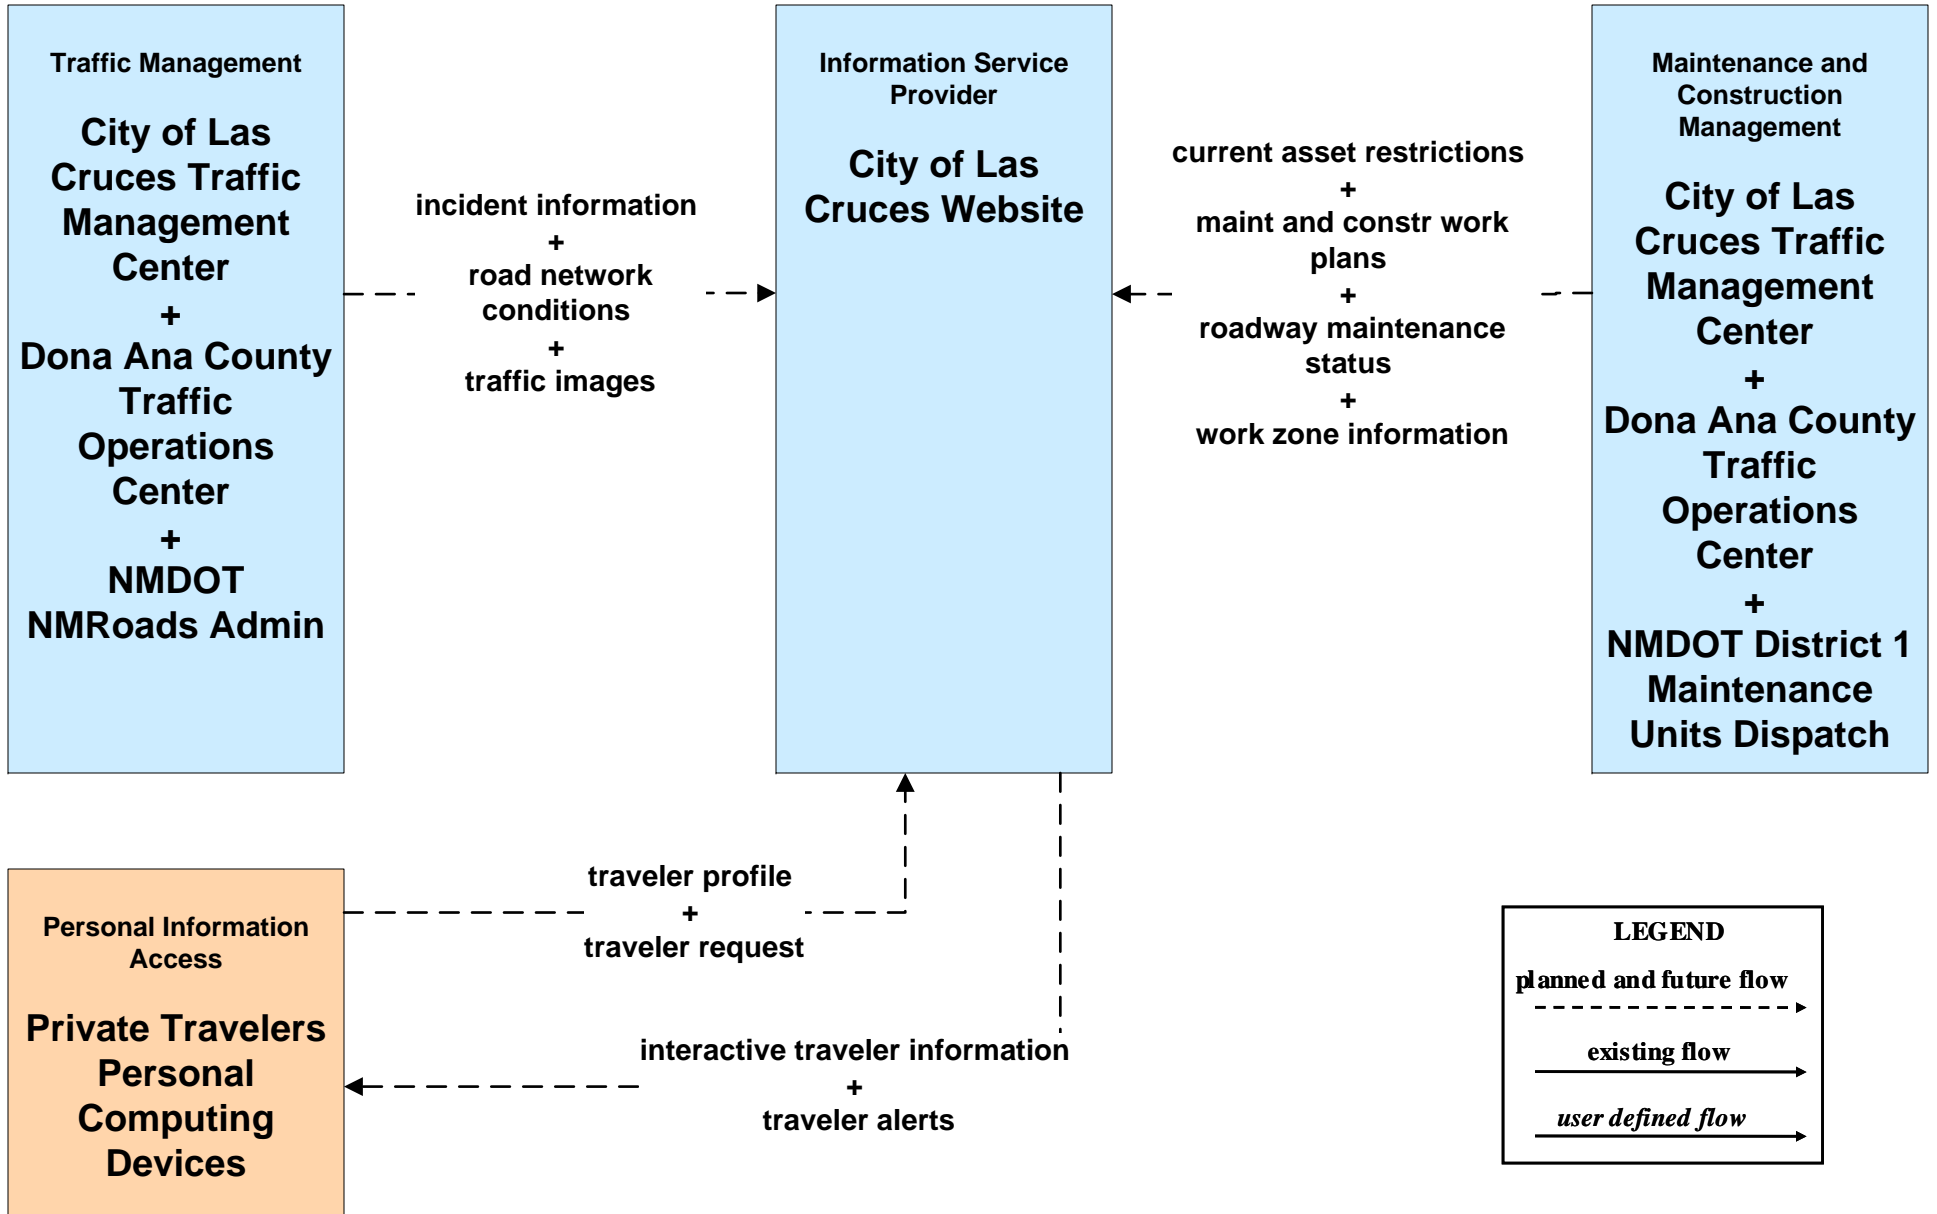 Traffic Management
City of Las
Cruces Traffic
Management
Center
+
Dona Ana County
Traffic
Operations
Center
+
NMDOT
NMRoads Admin
incident information
+
road network
conditions
+
traffic images
Information Service
Provider
City of Las
Cruces Website
current asset restrictions
+
maint and constr work
plans
+
roadway maintenance
status
+
work zone information
Maintenance and
Construction
Management
City of Las
Cruces Traffic
Management
Center
+
Dona Ana County
Traffic
Operations
Center
+
NMDOT District 1
Maintenance
Units Dispatch
Personal Information
Access
Private Travelers
Personal
Computing
Devices
traveler profile
+
traveler request
interactive traveler information
+
traveler alerts
LEGEND
planned and future flow
existing flow
user defined flow